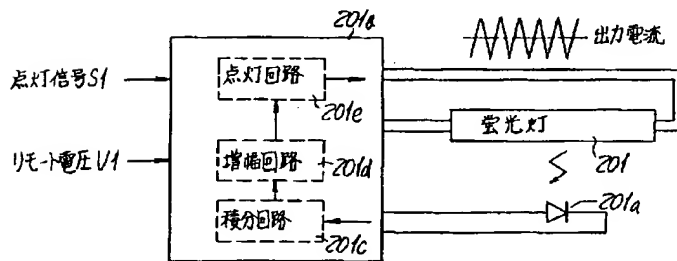 201b
出力電流
点灯信号S1
点灯回路
201e
蛍光灯
201
リモート電圧V1
増幅回路
201d
201a
積分回路
201c